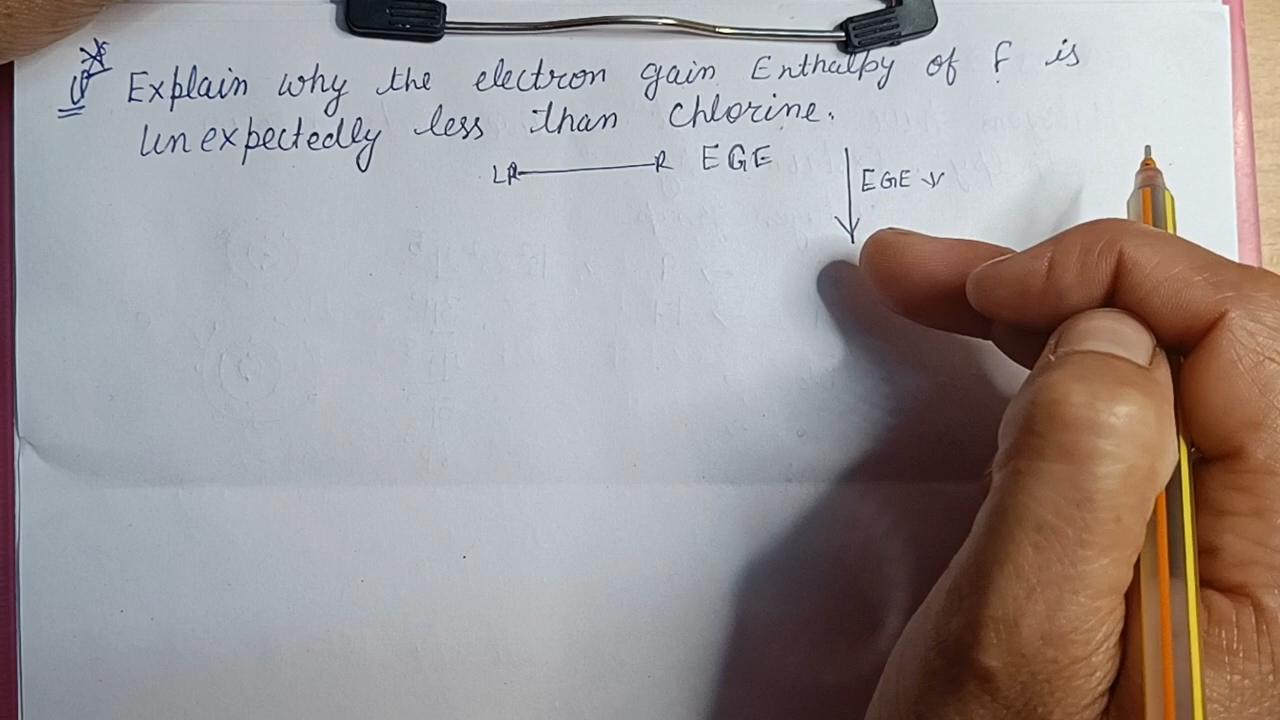 Q* Explain why the electron gain Enthalpy of F is
unexpectedly less than chlorine.
LR R EGE
EGE ↓